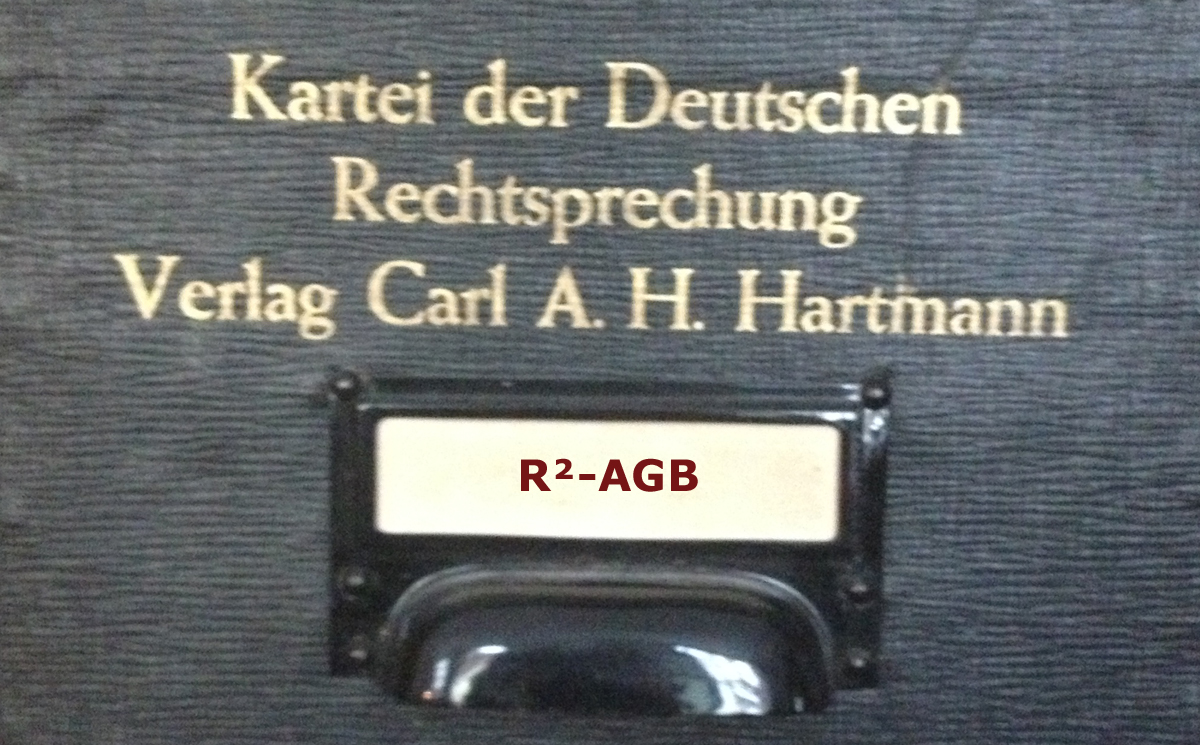 Kartei der Deutschen
Rechtsprechung
Verlag Carl A. H. Hartmann
R²-AGB